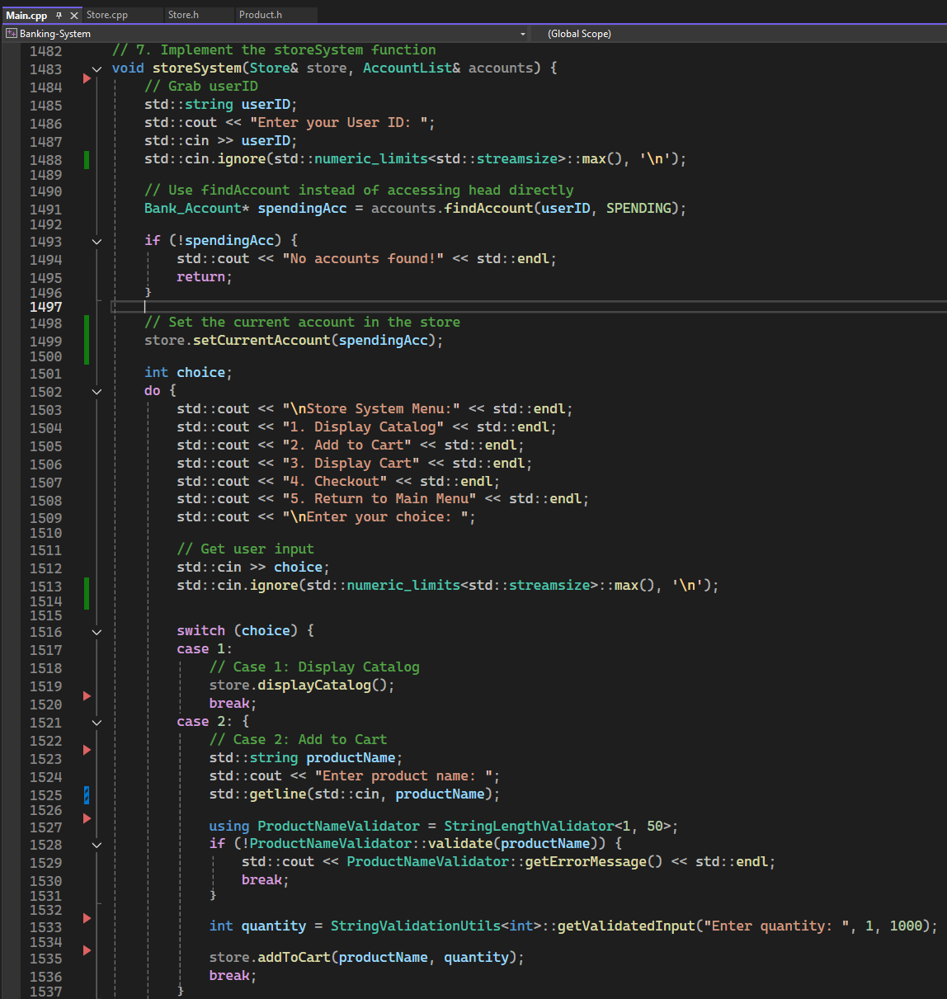 Main.cpp Store.cpp Store.h Product.h
Banking-System (Global Scope)
1482 // 7. Implement the storeSystem function
1483 void storeSystem(Store& store, AccountList& accounts) {
1484 // Grab userID
1485 std::string userID;
1486 std::cout << "Enter your User ID: ";
1487 std::cin >> userID;
1488 std::cin.ignore(std::numeric_limits<std::streamsize>::max(), '\n');
1489
1490 // Use findAccount instead of accessing head directly
1491 Bank_Account* spendingAcc = accounts.findAccount(userID, SPENDING);
1492
1493 if (!spendingAcc) {
1494 std::cout << "No accounts found!" << std::endl;
1495 return;
1496 }
1497
1498 // Set the current account in the store
1499 store.setCurrentAccount(spendingAcc);
1500
1501 int choice;
1502 do {
1503 std::cout << "\nStore System Menu:" << std::endl;
1504 std::cout << "1. Display Catalog" << std::endl;
1505 std::cout << "2. Add to Cart" << std::endl;
1506 std::cout << "3. Display Cart" << std::endl;
1507 std::cout << "4. Checkout" << std::endl;
1508 std::cout << "5. Return to Main Menu" << std::endl;
1509 std::cout << "\nEnter your choice: ";
1510
1511 // Get user input
1512 std::cin >> choice;
1513 std::cin.ignore(std::numeric_limits<std::streamsize>::max(), '\n');
1514
1515
1516 switch (choice) {
1517 case 1:
1518 // Case 1: Display Catalog
1519 store.displayCatalog();
1520 break;
1521 case 2: {
1522 // Case 2: Add to Cart
1523 std::string productName;
1524 std::cout << "Enter product name: ";
1525 std::getline(std::cin, productName);
1526
1527 using ProductNameValidator = StringLengthValidator<1, 50>;
1528 if (!ProductNameValidator::validate(productName)) {
1529 std::cout << ProductNameValidator::getErrorMessage() << std::endl;
1530 break;
1531 }
1532
1533 int quantity = StringValidationUtils<int>::getValidatedInput("Enter quantity: ", 1, 1000);
1534
1535 store.addToCart(productName, quantity);
1536 break;
1537 }